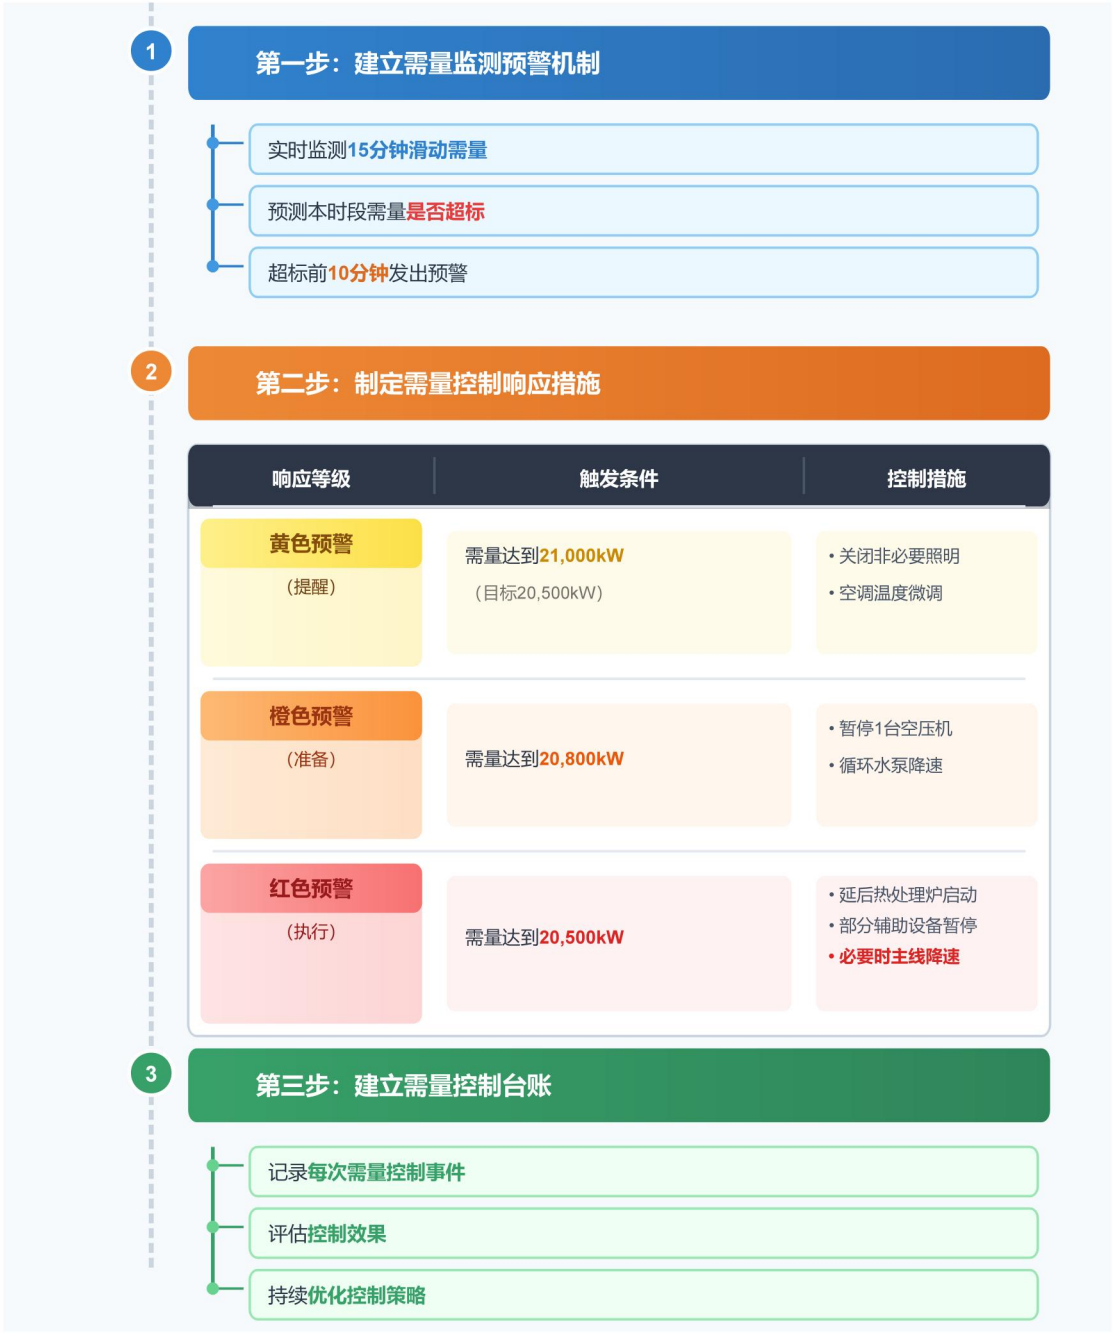 1
第一步：建立需量监测预警机制
实时监测15分钟滑动需量
预测本时段需量是否超标
超标前10分钟发出预警
2
第二步：制定需量控制响应措施
响应等级 触发条件 控制措施
黄色预警
（提醒）
需量达到21,000kW
（目标20,500kW）
• 关闭非必要照明
• 空调温度微调
橙色预警
（准备）
需量达到20,800kW
• 暂停1台空压机
• 循环水泵降速
红色预警
（执行）
需量达到20,500kW
• 延后热处理炉启动
• 部分辅助设备暂停
• 必要时主线降速
3
第三步：建立需量控制台账
记录每次需量控制事件
评估控制效果
持续优化控制策略